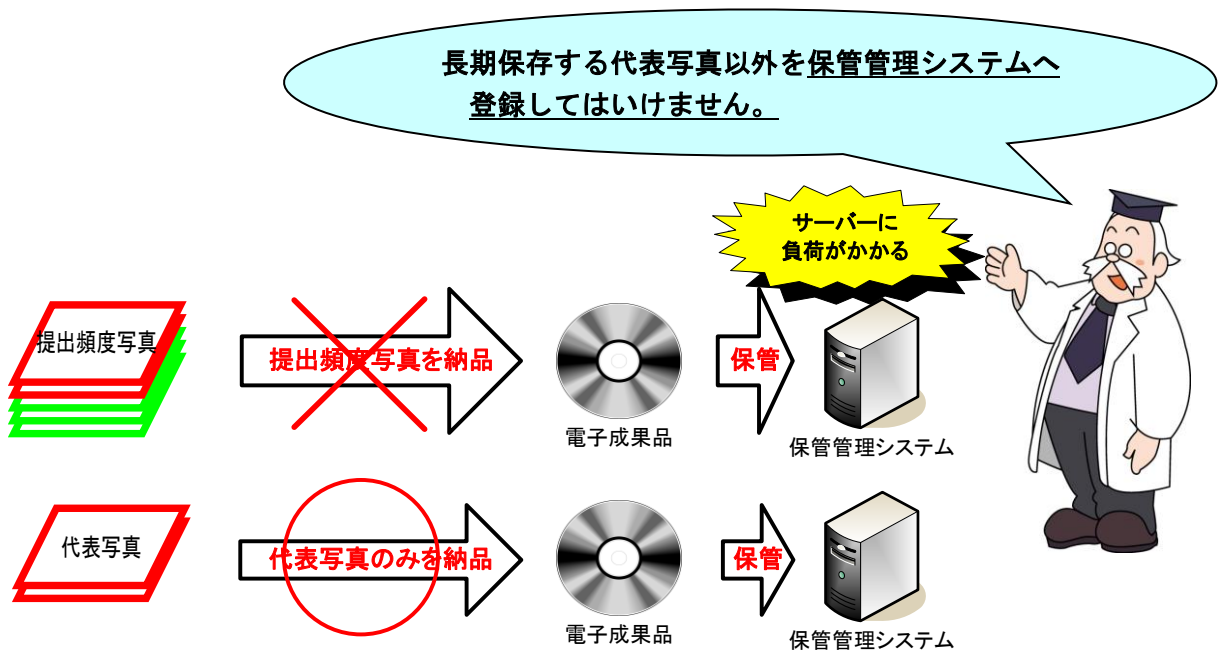 長期保存する代表写真以外を保管管理システムへ
登録してはいけません。
サーバーに
負荷がかかる
提出頻度写真
提出頻度写真を納品
保管
電子成果品
保管管理システム
代表写真
代表写真のみを納品
保管
電子成果品
保管管理システム